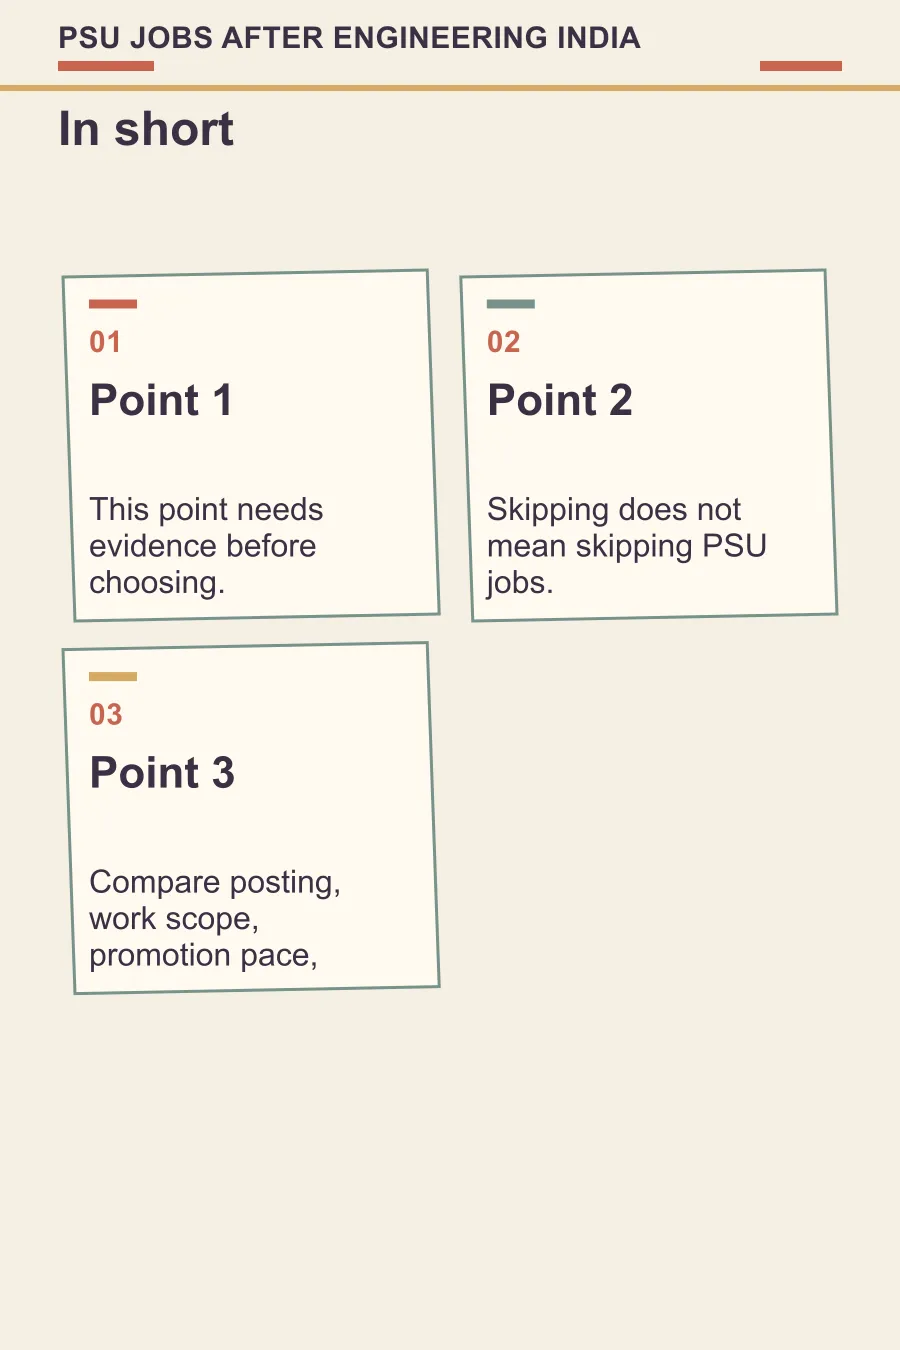 PSU JOBS AFTER ENGINEERING INDIA
In short
01
Point 1
This point needs
evidence before
choosing.
02
Point 2
Skipping does not
mean skipping PSU
jobs.
03
Point 3
Compare posting,
work scope,
promotion pace,